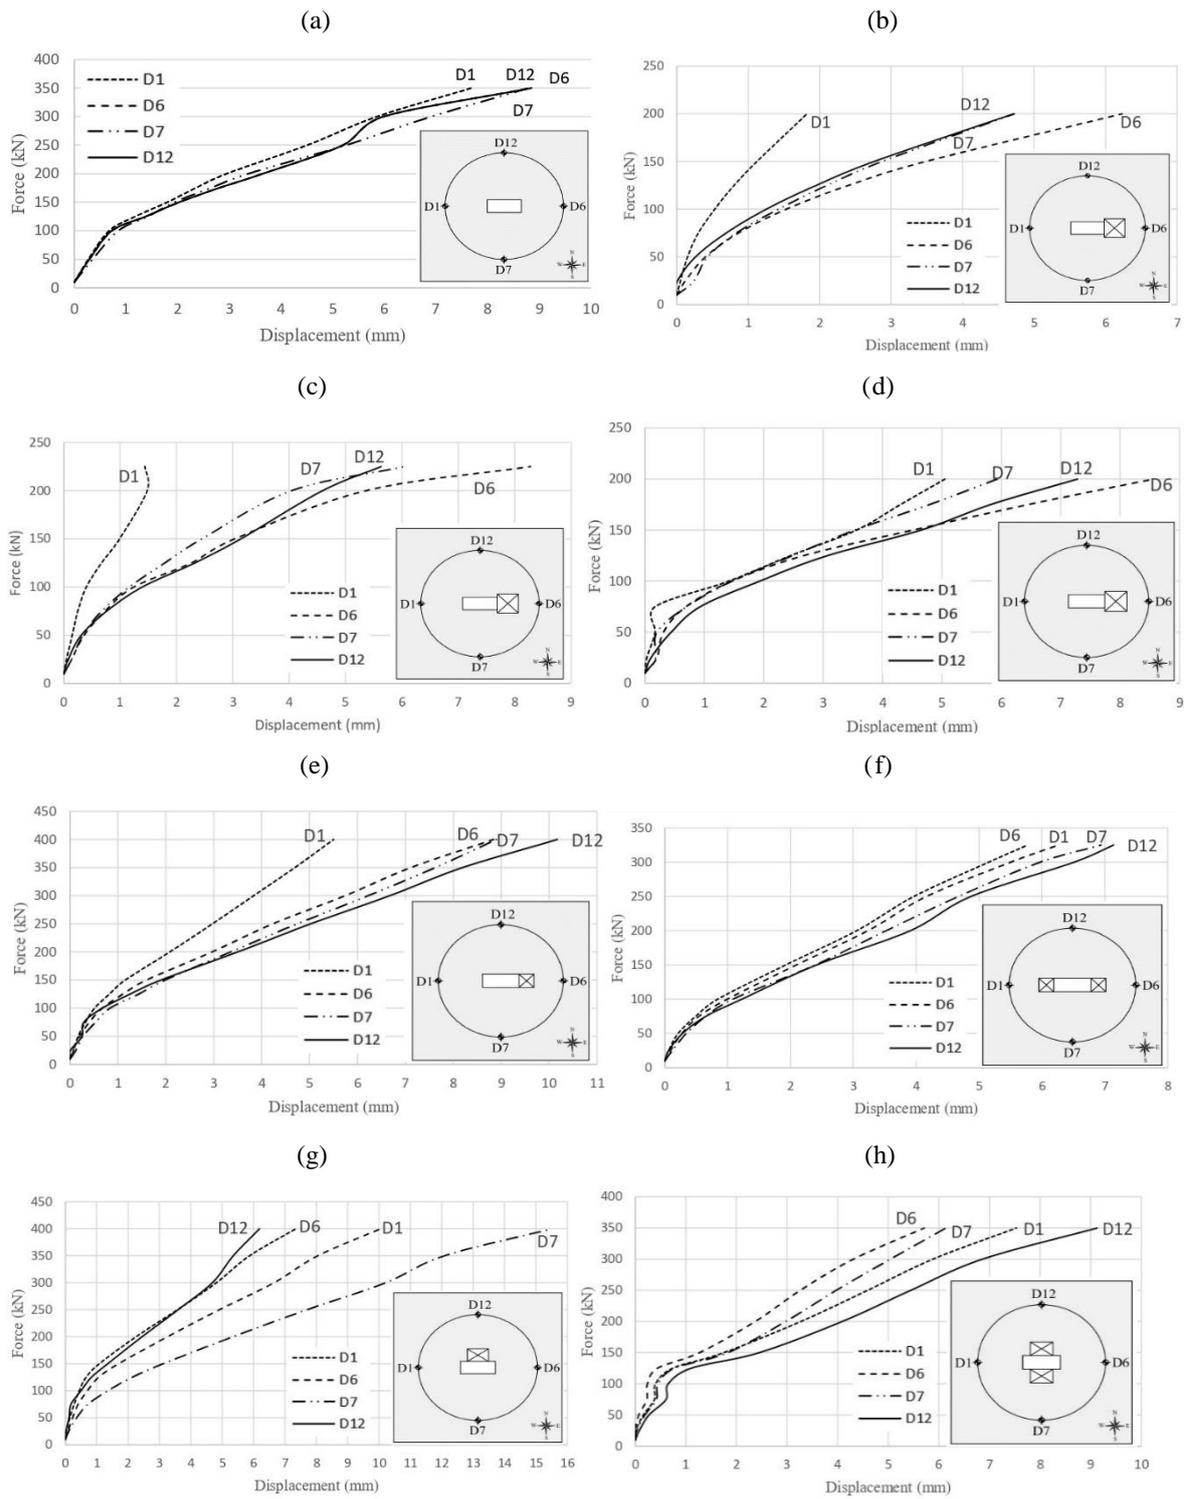 (a)
400
350
300
250
200
150
100
50
0
Force (kN)
D1
D6
D7
D12
D1 D12 D6
D7
D12
D1 D6
D7
N
W E
S
0 1 2 3 4 5 6 7 8 9 10
Displacement (mm)
(b)
250
200
150
100
50
0
Force (kN)
D1
D12
D6
D7
D1
D6
D7
D12
D12
D1 D6
D7
N
W E
S
0 1 2 3 4 5 6 7
Displacement (mm)
(c)
250
200
150
100
50
0
Force (kN)
D1
D7
D12
D6
D1
D6
D7
D12
D12
D1 D6
D7
N
W E
S
0 1 2 3 4 5 6 7 8 9
Displacement (mm)
(d)
250
200
150
100
50
0
Force (kN)
D1 D7 D12
D6
D1
D6
D7
D12
D12
D1 D6
D7
N
W E
S
0 1 2 3 4 5 6 7 8 9
Displacement (mm)
(e)
450
400
350
300
250
200
150
100
50
0
Force (kN)
D1 D6 D7 D12
D1
D6
D7
D12
D12
D1 D6
D7
N
W E
S
0 1 2 3 4 5 6 7 8 9 10 11
Displacement (mm)
(f)
350
300
250
200
150
100
50
0
Force (kN)
D6 D1 D7 D12
D1
D6
D7
D12
D12
D1 D6
D7
N
W E
S
0 1 2 3 4 5 6 7 8
Displacement (mm)
(g)
450
400
350
300
250
200
150
100
50
0
Force (kN)
D12 D6 D1
D7
D1
D6
D7
D12
D12
D1 D6
D7
N
W E
S
0 1 2 3 4 5 6 7 8 9 10 11 12 13 14 15 16
Displacement (mm)
(h)
400
350
300
250
200
150
100
50
0
Force (kN)
D6
D7 D1 D12
D1
D6
D7
D12
D12
D1 D6
D7
N
W E
S
0 1 2 3 4 5 6 7 8 9 10
Displacement (mm)